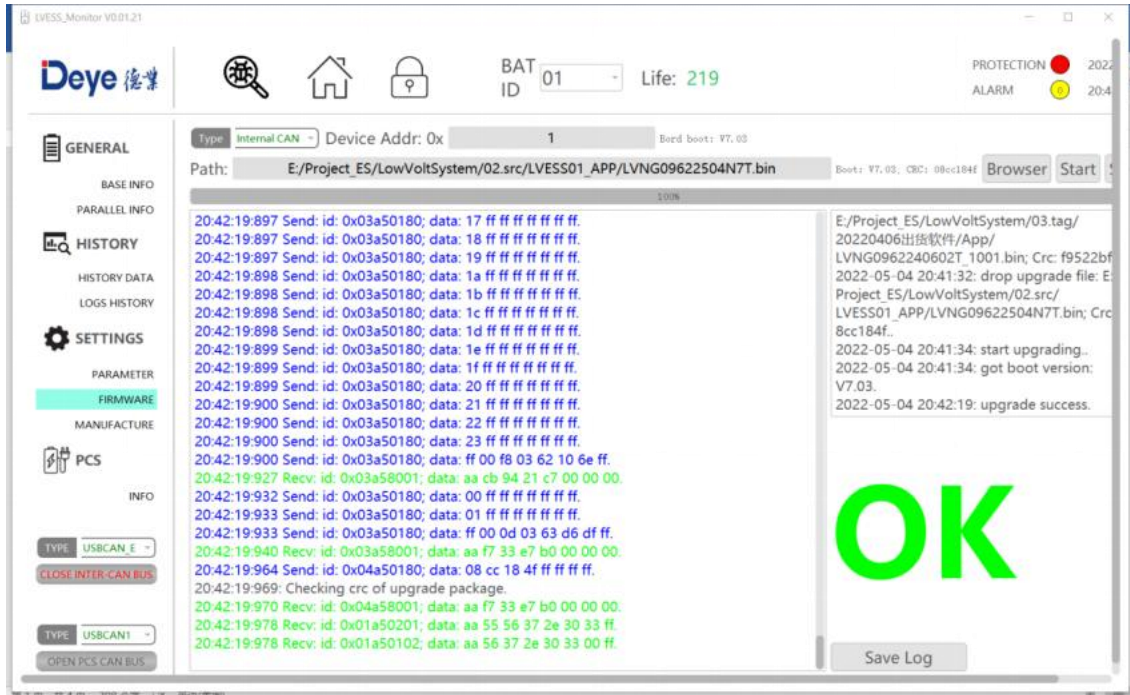 LVESS_Monitor V0.01.21
Deye 德業
BAT ID 01
Life: 219
PROTECTION
2022
ALARM 0
20:4
GENERAL
BASE INFO
PARALLEL INFO
HISTORY
HISTORY DATA
LOGS HISTORY
SETTINGS
PARAMETER
FIRMWARE
MANUFACTURE
PCS
INFO
TYPE USBCAN_E
CLOSE INTER-CAN BUS
TYPE USBCAN1
OPEN PCS CAN BUS
Type Internal CAN Device Addr: 0x 1 Bord boot: V7.03
Path: E:/Project_ES/LowVoltSystem/02.src/LVESS01_APP/LVNG09622504N7T.bin Boot: V7.03; CRC: 08cc184f Browser Start S
100%
20:42:19:897 Send: id: 0x03a50180; data: 17 ff ff ff ff ff ff ff.
20:42:19:897 Send: id: 0x03a50180; data: 18 ff ff ff ff ff ff ff.
20:42:19:897 Send: id: 0x03a50180; data: 19 ff ff ff ff ff ff ff.
20:42:19:898 Send: id: 0x03a50180; data: 1a ff ff ff ff ff ff ff.
20:42:19:898 Send: id: 0x03a50180; data: 1b ff ff ff ff ff ff ff.
20:42:19:898 Send: id: 0x03a50180; data: 1c ff ff ff ff ff ff ff.
20:42:19:898 Send: id: 0x03a50180; data: 1d ff ff ff ff ff ff ff.
20:42:19:899 Send: id: 0x03a50180; data: 1e ff ff ff ff ff ff ff.
20:42:19:899 Send: id: 0x03a50180; data: 1f ff ff ff ff ff ff ff.
20:42:19:899 Send: id: 0x03a50180; data: 20 ff ff ff ff ff ff ff.
20:42:19:900 Send: id: 0x03a50180; data: 21 ff ff ff ff ff ff ff.
20:42:19:900 Send: id: 0x03a50180; data: 22 ff ff ff ff ff ff ff.
20:42:19:900 Send: id: 0x03a50180; data: 23 ff ff ff ff ff ff ff.
20:42:19:900 Send: id: 0x03a50180; data: ff 00 f8 03 62 10 6e ff.
20:42:19:927 Recv: id: 0x03a58001; data: aa cb 94 21 c7 00 00 00.
20:42:19:932 Send: id: 0x03a50180; data: 00 ff ff ff ff ff ff ff.
20:42:19:933 Send: id: 0x03a50180; data: 01 ff ff ff ff ff ff ff.
20:42:19:933 Send: id: 0x03a50180; data: ff 00 0d 03 63 d6 df ff.
20:42:19:940 Recv: id: 0x03a58001; data: aa f7 33 e7 b0 00 00 00.
20:42:19:964 Send: id: 0x04a50180; data: 08 cc 18 4f ff ff ff ff.
20:42:19:969: Checking crc of upgrade package.
20:42:19:970 Recv: id: 0x04a58001; data: aa f7 33 e7 b0 00 00 00.
20:42:19:978 Recv: id: 0x01a50201; data: aa 55 56 37 2e 30 33 ff.
20:42:19:978 Recv: id: 0x01a50102; data: aa 56 37 2e 30 33 00 ff.
E:/Project_ES/LowVoltSystem/03.tag/
20220406出货软件/App/
LVNG0962240602T_1001.bin; Crc: f9522bf
2022-05-04 20:41:32: drop upgrade file: E:
Project_ES/LowVoltSystem/02.src/
LVESS01_APP/LVNG09622504N7T.bin; Crc
8cc184f..
2022-05-04 20:41:34: start upgrading..
2022-05-04 20:41:34: got boot version:
V7.03.
2022-05-04 20:42:19: upgrade success.
OK
Save Log